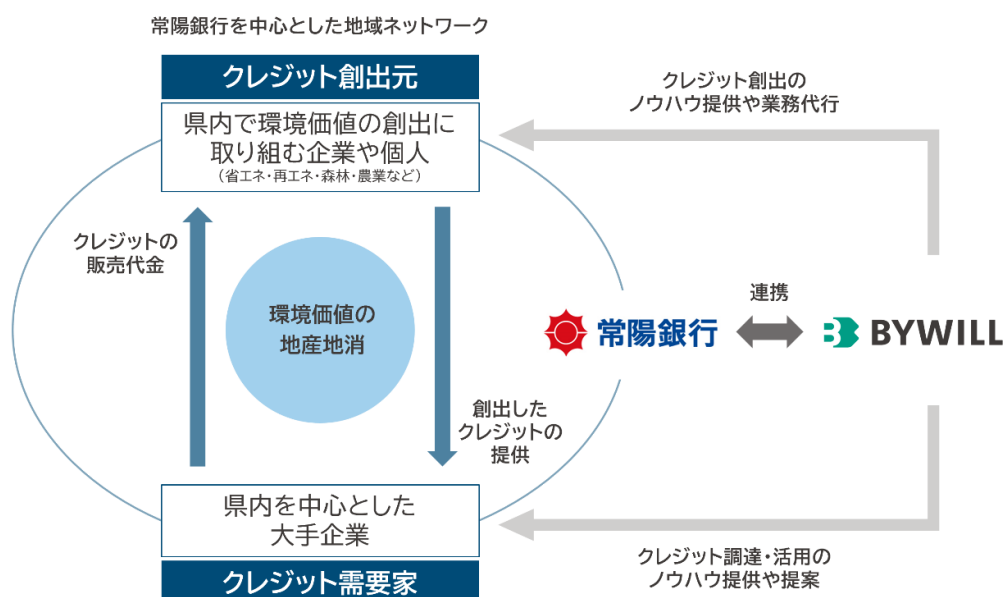 常陽銀行を中心とした地域ネットワーク
クレジット創出元
県内で環境価値の創出に
取り組む企業や個人
（省エネ・再エネ・森林・農業など）
クレジット創出の
ノウハウ提供や業務代行
クレジットの
販売代金
環境価値の
地産地消
常陽銀行
連携
BYWILL
創出した
クレジットの
提供
県内を中心とした
大手企業
クレジット需要家
クレジット調達・活用の
ノウハウ提供や提案